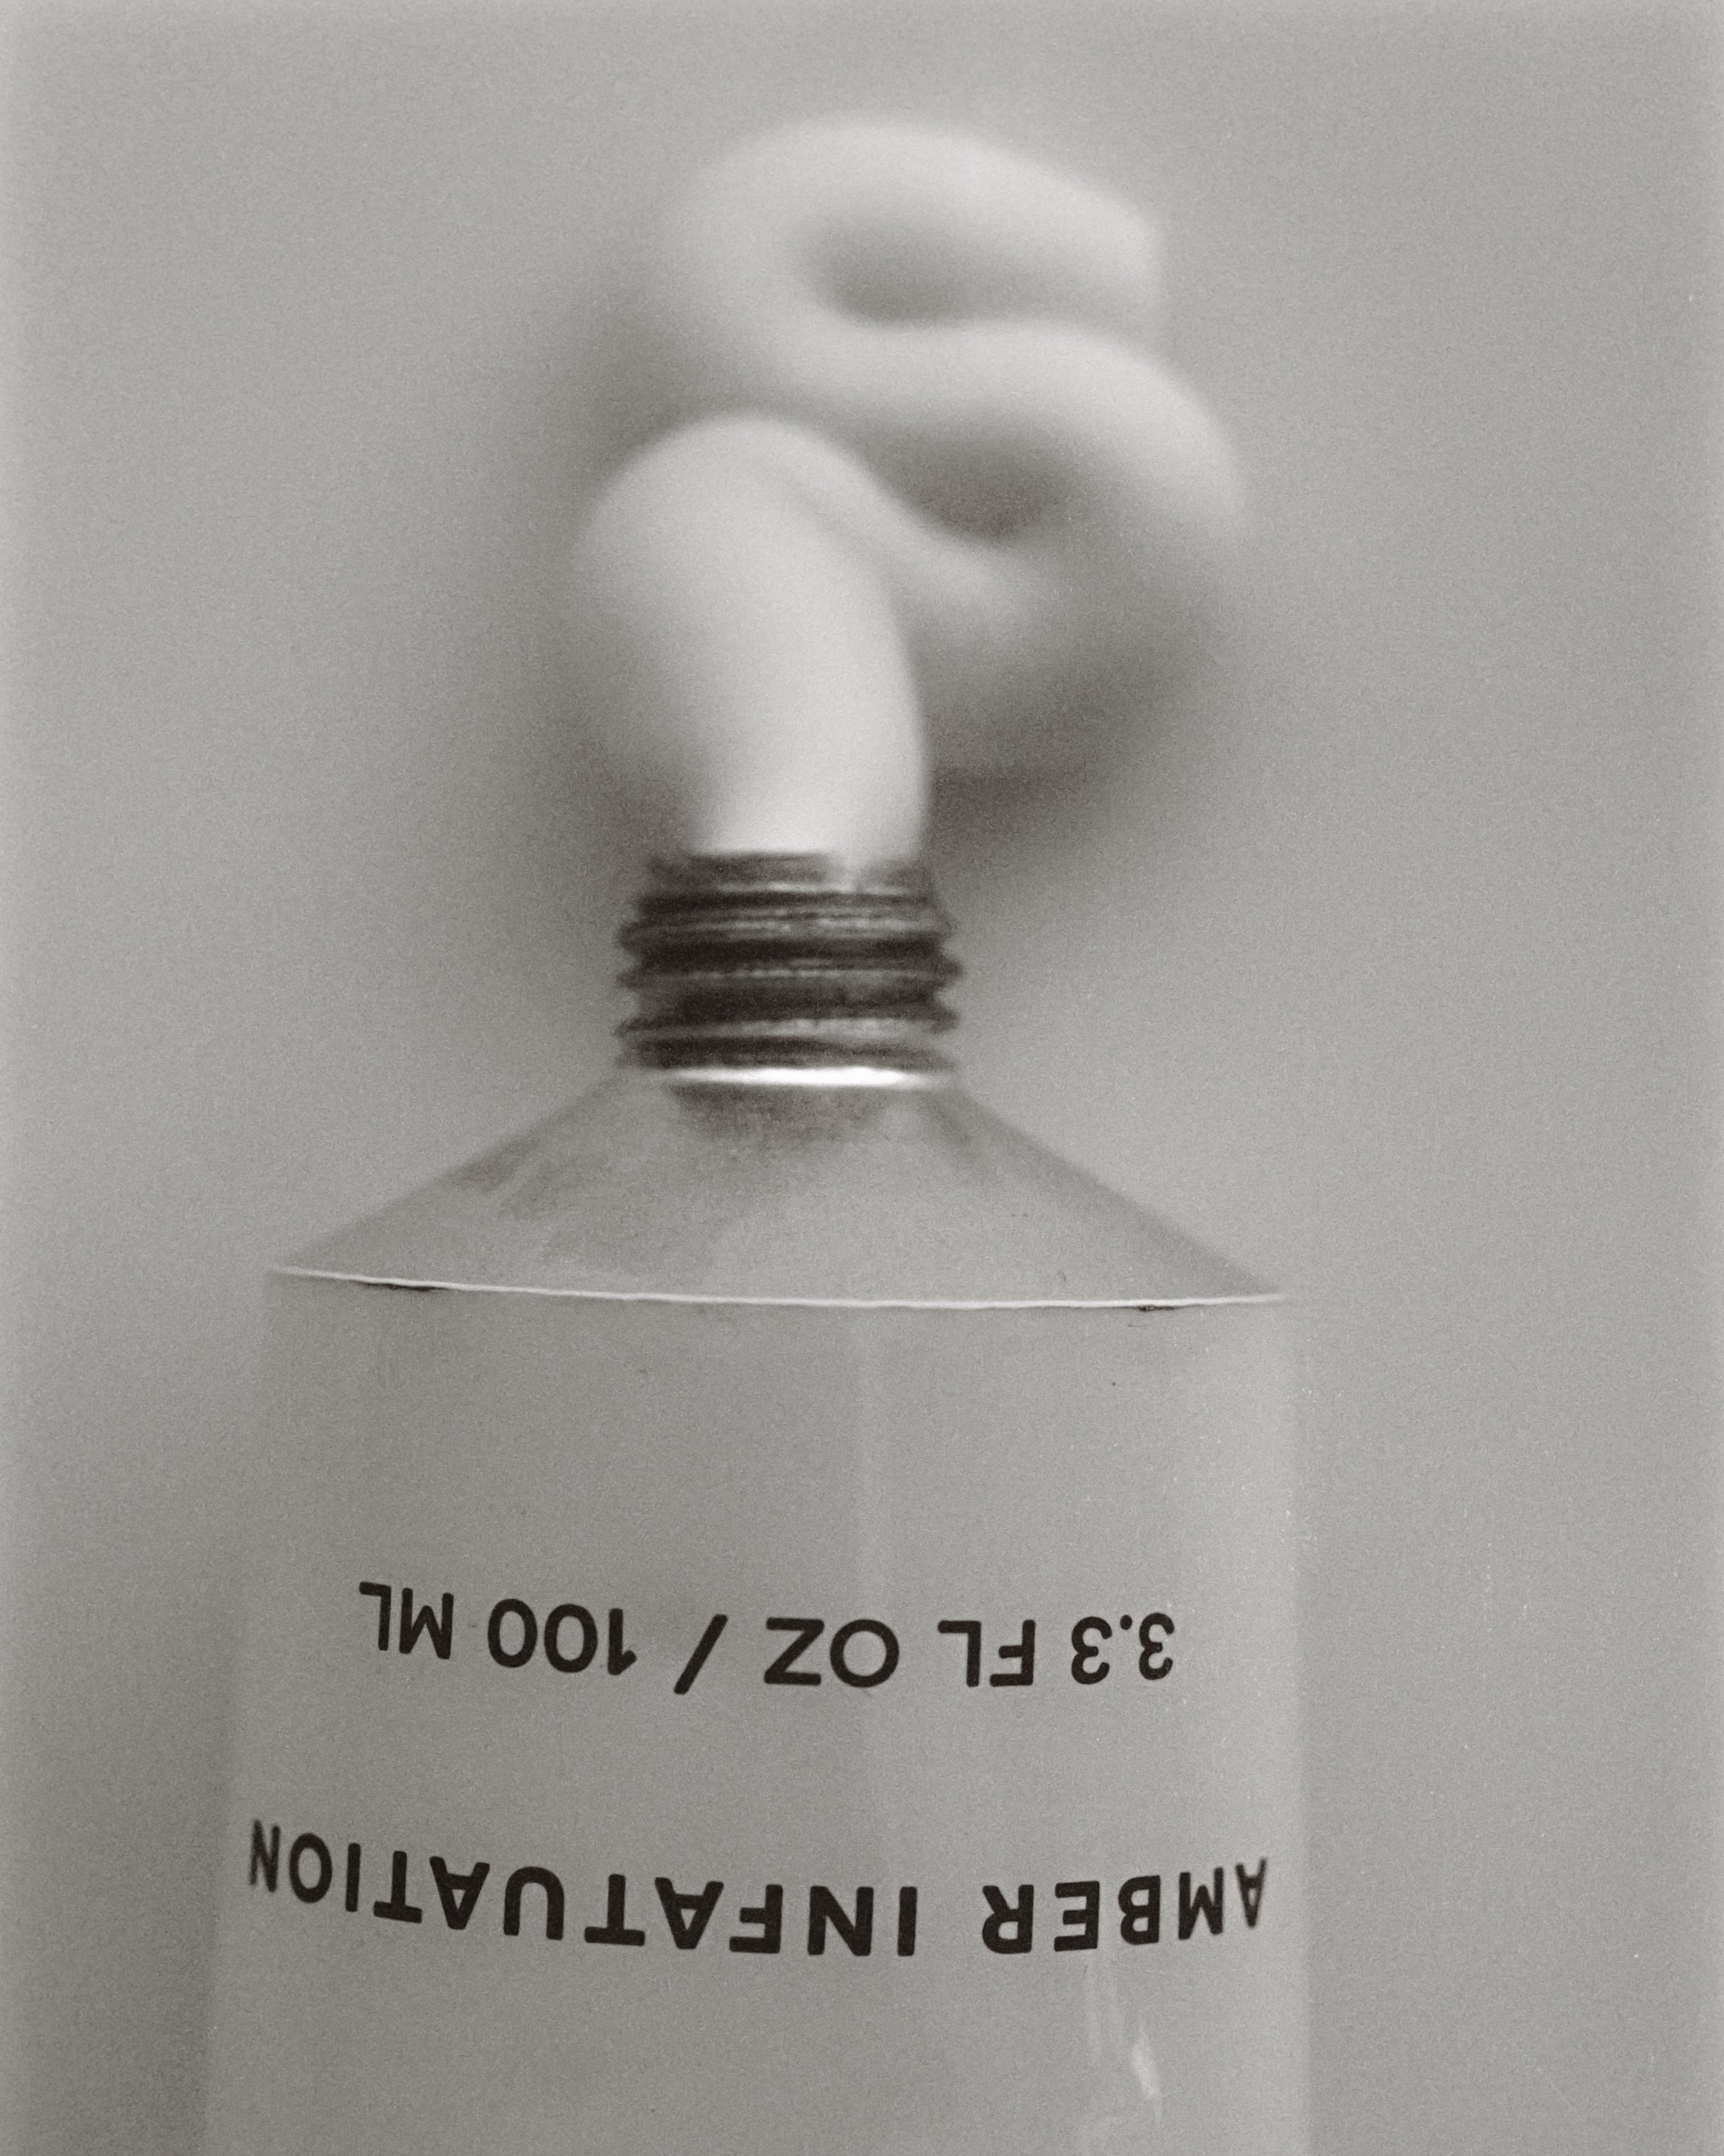 AMBER INFATUATION
3.3 FL OZ / 100 ML